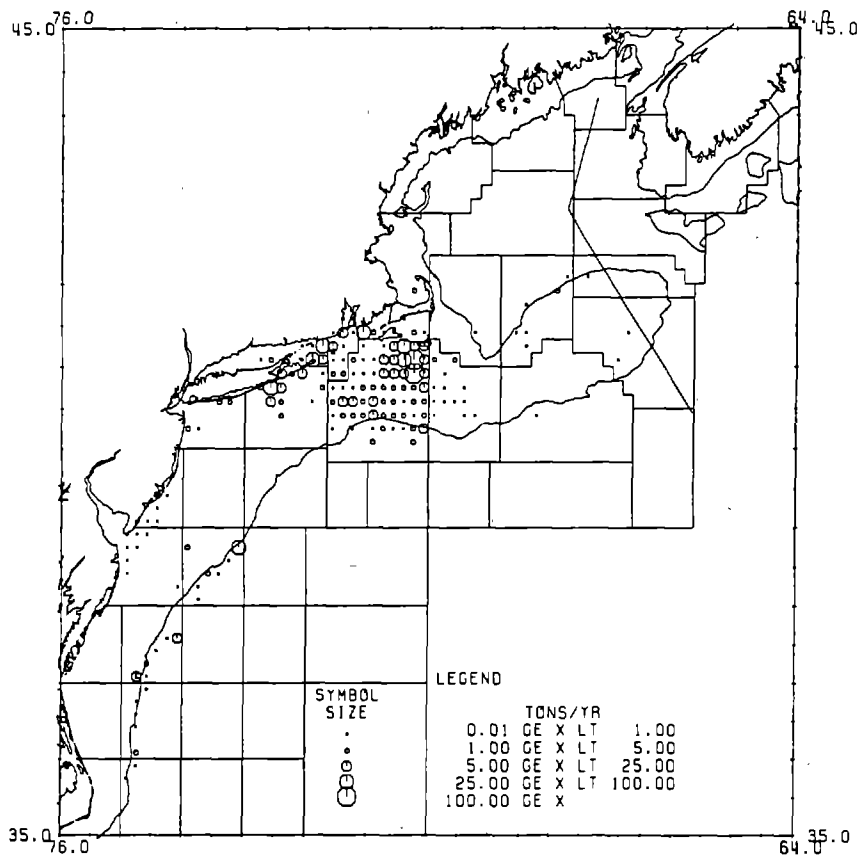 76.0 64.0
45.0 45.0
LEGEND
SYMBOL
SIZE
TONS/YR
0.01 GE X LT 1.00
1.00 GE X LT 5.00
5.00 GE X LT 25.00
25.00 GE X LT 100.00
100.00 GE X
35.0 35.0
76.0 64.0